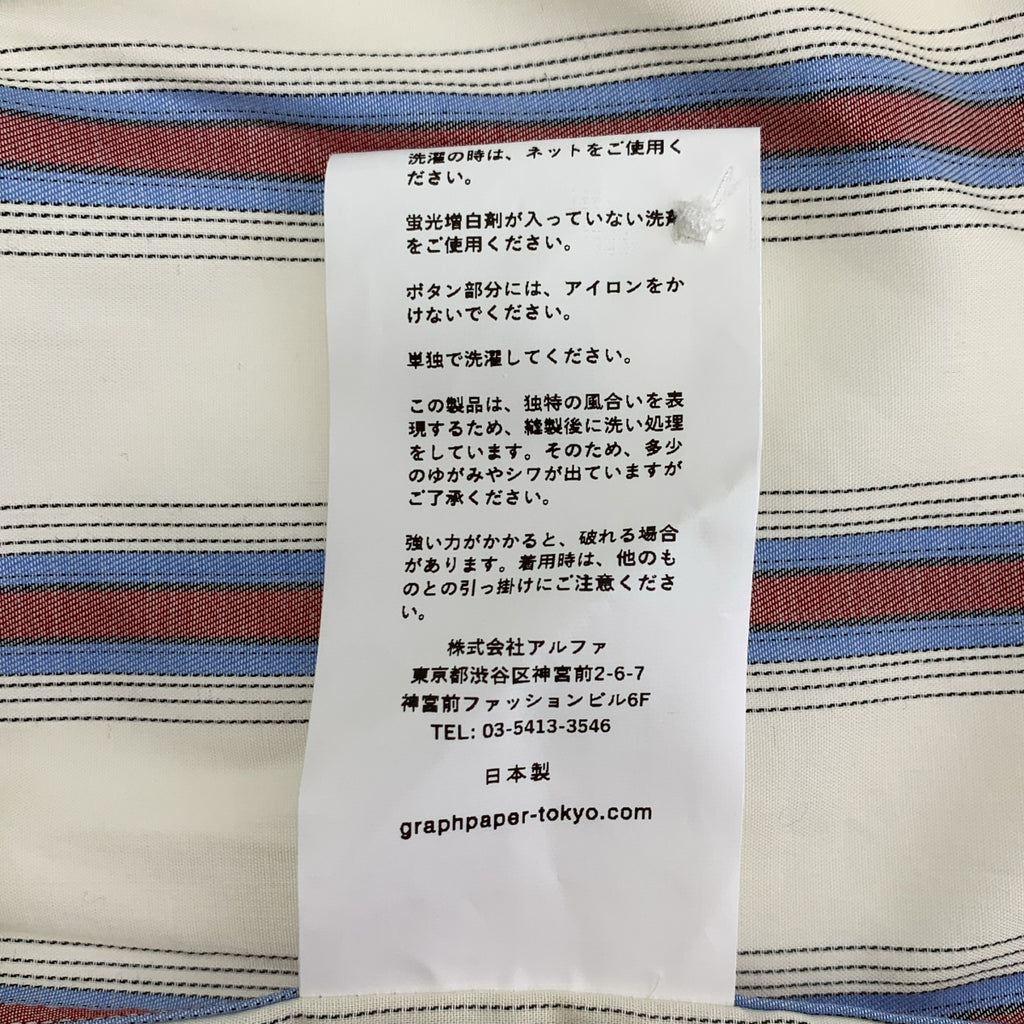 洗濯の時は、ネットをご使用く
ださい。
蛍光増白剤が入っていない洗剤
をご使用ください。
ボタン部分には、アイロンをか
けないでください。
単独で洗濯してください。
この製品は、独特の風合いを表
現するため、縫製後に洗い処理
をしています。そのため、多少
のゆがみやシワが出ていますが
ご了承ください。
強い力がかかると、破れる場合
があります。着用時は、他のも
のとの引っ掛けにご注意くださ
い。
株式会社アルファ
東京都渋谷区神宮前2-6-7
神宮前ファッションビル6F
TEL: 03-5413-3546
日本製
graphpaper-tokyo.com